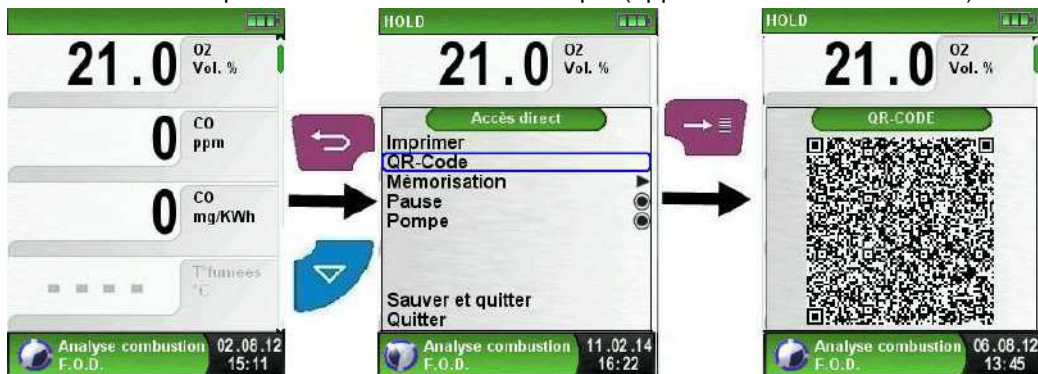 21.0 O2 Vol. %
0 CO ppm
0 CO mg/KWh
T°fumées °C
Analyse combustion 02.08.12
F.O.D. 15:11
HOLD
21.0 O2 Vol. %
Accès direct
Imprimer
QR-Code
Mémorisation
Pause
Pompe
Sauver et quitter
Quitter
Analyse combustion 11.02.14
F.O.D. 16:22
HOLD
21.0 O2 Vol. %
QR-CODE
Analyse combustion 06.08.12
F.O.D. 13:45